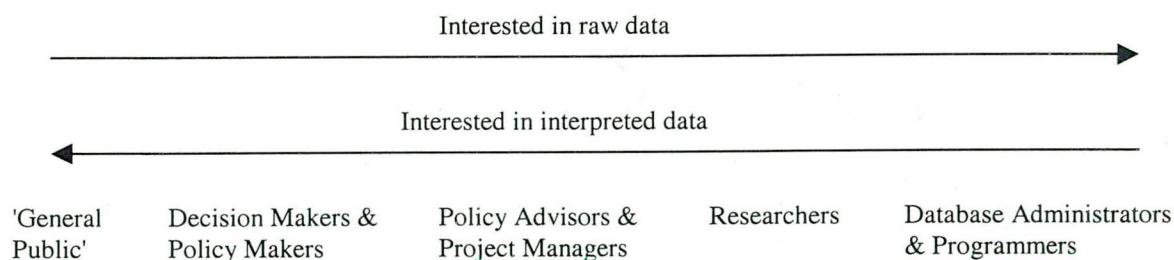 Interested in raw data
Interested in interpreted data
'General Decision Makers & Policy Advisors & Researchers Database Administrators
Public' Policy Makers Project Managers & Programmers